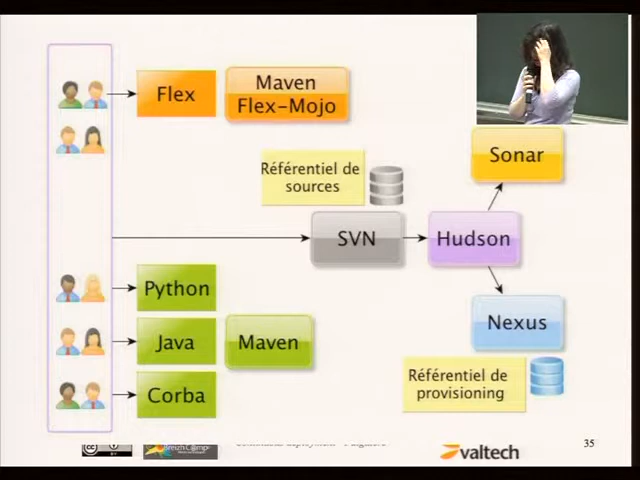 Flex
Maven
Flex-Mojo
Sonar
Référentiel de
sources
SVN
Hudson
Python
Nexus
Java
Maven
Référentiel de
provisioning
Corba
cc
valtech
35